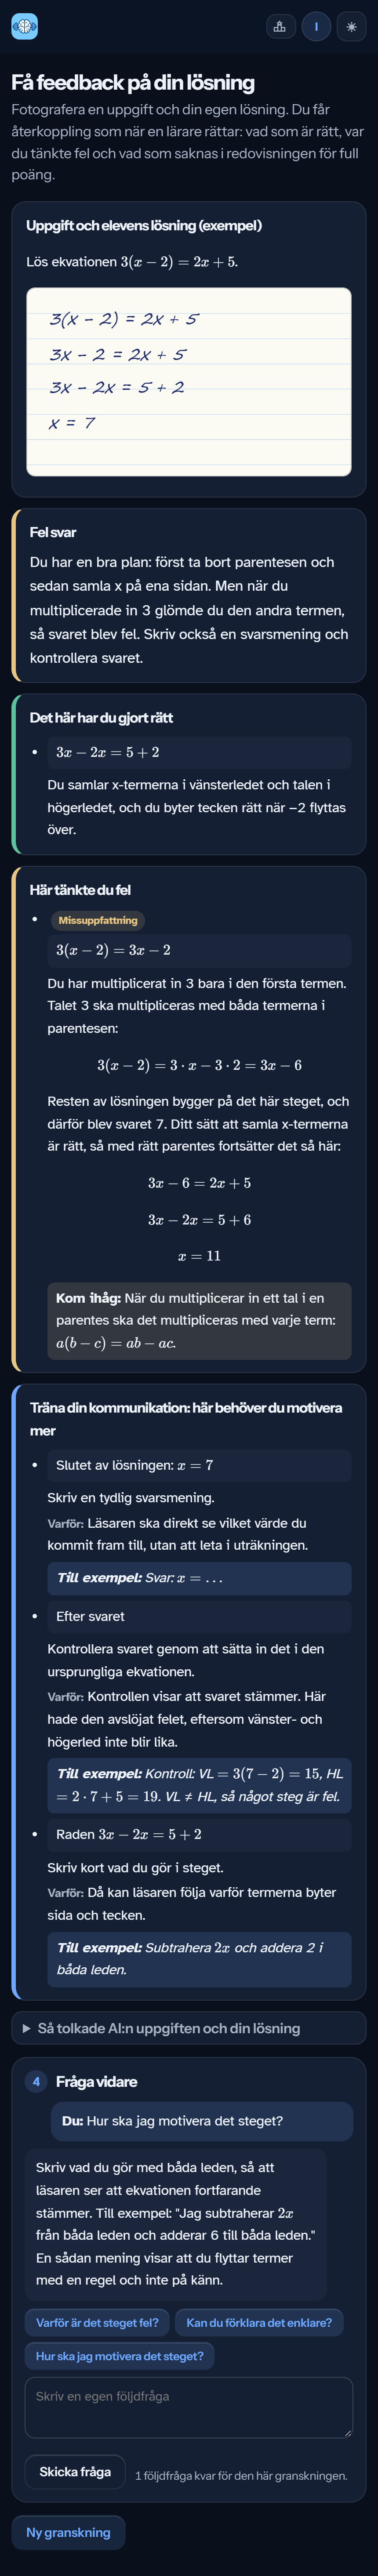 I
Få feedback på din lösning
Fotografera en uppgift och din egen lösning. Du får
återkoppling som när en lärare rättar: vad som är rätt, var
du tänkte fel och vad som saknas i redovisningen för full
poäng.
Uppgift och elevens lösning (exempel)
Lös ekvationen 3(x − 2) = 2x + 5.
3(x − 2) = 2x + 5
3x − 2 = 2x + 5
3x − 2x = 5 + 2
x = 7
Fel svar
Du har en bra plan: först ta bort parentesen och
sedan samla x på ena sidan. Men när du
multiplicerade in 3 glömde du den andra termen,
så svaret blev fel. Skriv också en svarsmening och
kontrollera svaret.
Det här har du gjort rätt
• 3x − 2x = 5 + 2
Du samlar x-termerna i vänsterledet och talen i
högerledet, och du byter tecken rätt när −2 flyttas
över.
Här tänkte du fel
• Missuppfattning
3(x − 2) = 3x − 2
Du har multiplicerat in 3 bara i den första termen.
Talet 3 ska multipliceras med båda termerna i
parentesen:
3(x − 2) = 3 · x − 3 · 2 = 3x − 6
Resten av lösningen bygger på det här steget, och
därför blev svaret 7. Ditt sätt att samla x-termerna
är rätt, så med rätt parentes fortsätter det så här:
3x − 6 = 2x + 5
3x − 2x = 5 + 6
x = 11
Kom ihåg: När du multiplicerar in ett tal i en
parentes ska det multipliceras med varje term:
a(b − c) = ab − ac.
Träna din kommunikation: här behöver du motivera
mer
• Slutet av lösningen: x = 7
Skriv en tydlig svarsmening.
Varför: Läsaren ska direkt se vilket värde du
kommit fram till, utan att leta i uträkningen.
Till exempel: Svar: x = …
• Efter svaret
Kontrollera svaret genom att sätta in det i den
ursprungliga ekvationen.
Varför: Kontrollen visar att svaret stämmer. Här
hade den avslöjat felet, eftersom vänster- och
högerled inte blir lika.
Till exempel: Kontroll: VL = 3(7 − 2) = 15, HL
= 2 · 7 + 5 = 19. VL ≠ HL, så något steg är fel.
• Raden 3x − 2x = 5 + 2
Skriv kort vad du gör i steget.
Varför: Då kan läsaren följa varför termerna byter
sida och tecken.
Till exempel: Subtrahera 2x och addera 2 i
båda leden.
▶ Så tolkade AI:n uppgiften och din lösning
4 Fråga vidare
Du: Hur ska jag motivera det steget?
Skriv vad du gör med båda leden, så att
läsaren ser att ekvationen fortfarande
stämmer. Till exempel: "Jag subtraherar 2x
från båda leden och adderar 6 till båda leden."
En sådan mening visar att du flyttar termer
med en regel och inte på känn.
Varför är det steget fel? Kan du förklara det enklare?
Hur ska jag motivera det steget?
Skriv en egen följdfråga
Skicka fråga 1 följdfråga kvar för den här granskningen.
Ny granskning